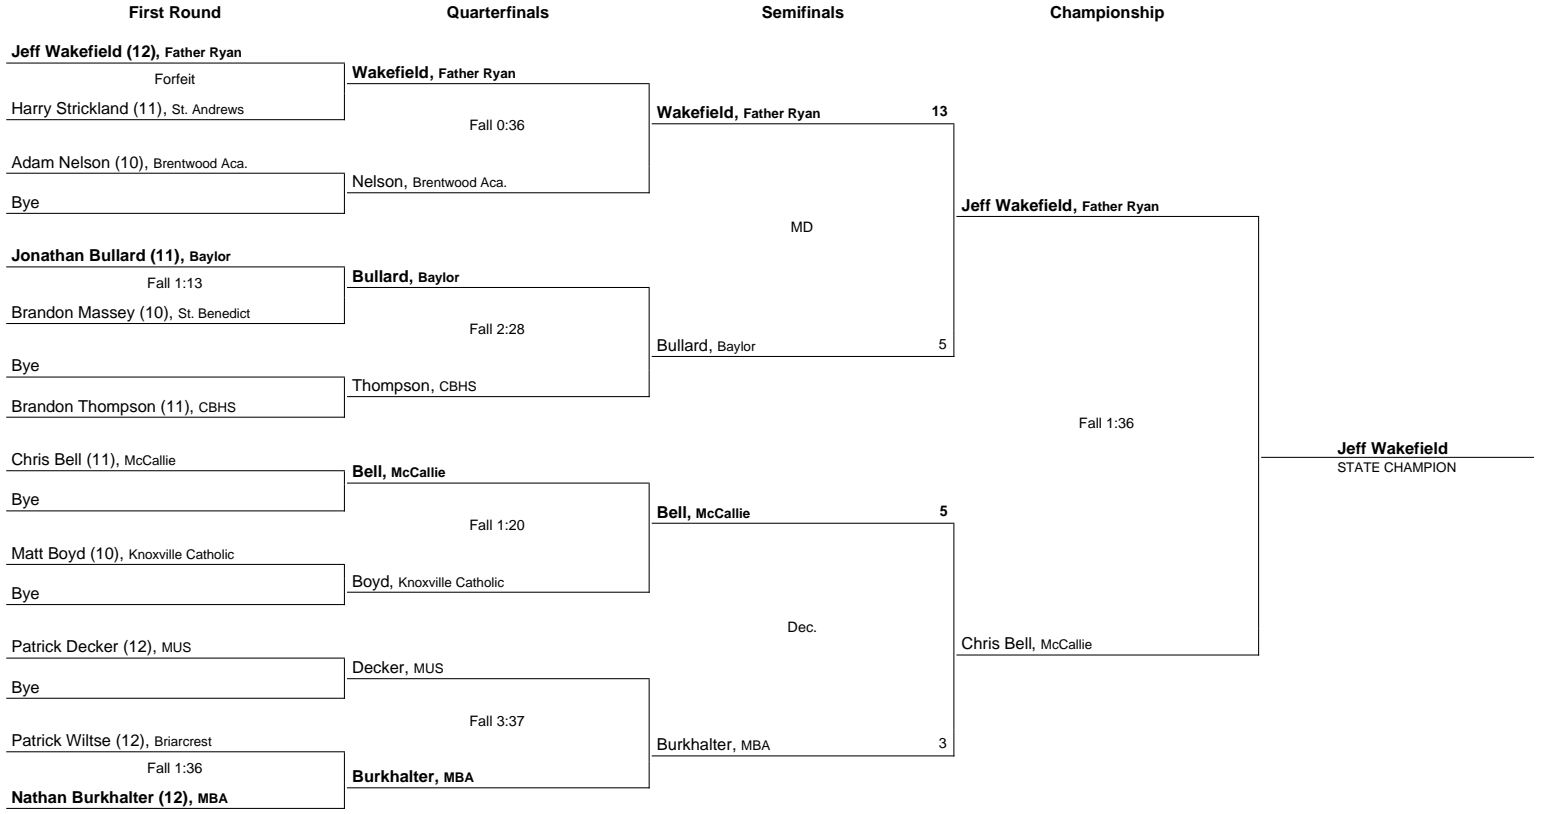 First Round
Quarterfinals
Semifinals
Championship
Jeff Wakefield (12), Father Ryan
Forfeit
Harry Strickland (11), St. Andrews
Adam Nelson (10), Brentwood Aca.
Bye
Jonathan Bullard (11), Baylor
Fall 1:13
Brandon Massey (10), St. Benedict
Bye
Brandon Thompson (11), CBHS
Chris Bell (11), McCallie
Bye
Matt Boyd (10), Knoxville Catholic
Bye
Patrick Decker (12), MUS
Bye
Patrick Wiltse (12), Briarcrest
Fall 1:36
Nathan Burkhalter (12), MBA
Wakefield, Father Ryan
Fall 0:36
Nelson, Brentwood Aca.
Bullard, Baylor
Fall 2:28
Thompson, CBHS
Bell, McCallie
Fall 1:20
Boyd, Knoxville Catholic
Decker, MUS
Fall 3:37
Burkhalter, MBA
Wakefield, Father Ryan 13
MD
Bullard, Baylor 5
Bell, McCallie 5
Dec.
Burkhalter, MBA 3
Jeff Wakefield, Father Ryan
Fall 1:36
Chris Bell, McCallie
Jeff Wakefield
STATE CHAMPION